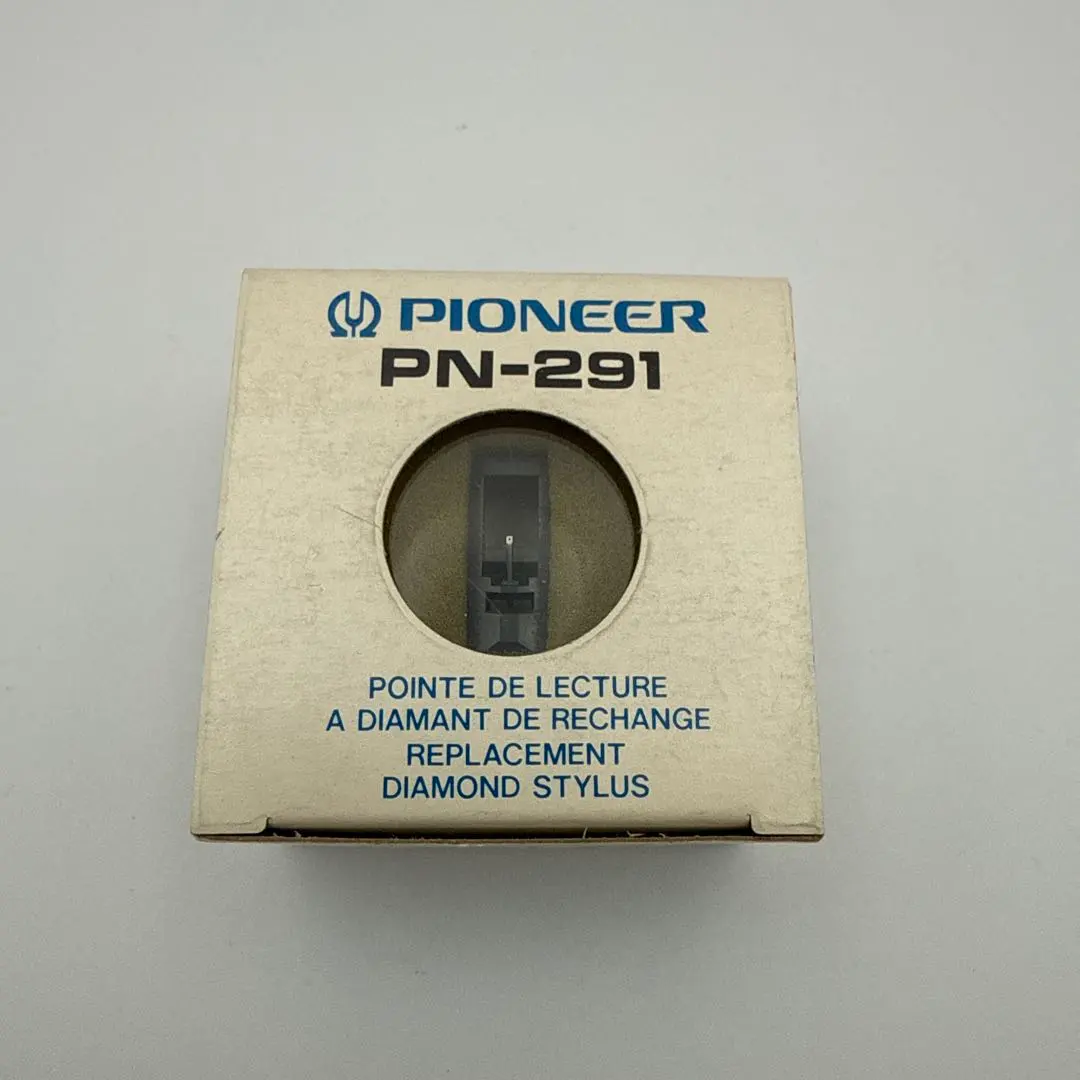 PIONEER
PN-291
POINTE DE LECTURE
A DIAMANT DE RECHANGE
REPLACEMENT
DIAMOND STYLUS